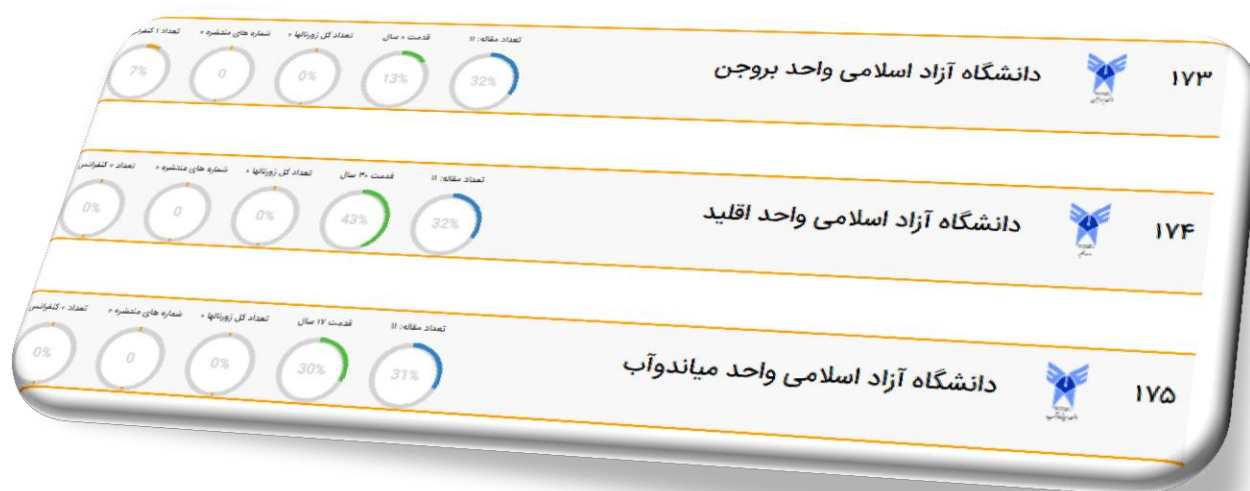 ۱۷۳
دانشگاه آزاد اسلامی واحد بروجن
تعداد مقاله: ۱۱
32%
قدمت ۰ سال
13%
تعداد کل ژورنالها ۰
0%
شماره های منتشره ۰
0
تعداد ۱
7%
۱۷۴
دانشگاه آزاد اسلامی واحد اقلید
تعداد مقاله: ۱۱
32%
قدمت ۳۰ سال
43%
تعداد کل ژورنالها ۰
0%
شماره های منتشره ۰
0
تعداد ۰ کنفرانس
0%
۱۷۵
دانشگاه آزاد اسلامی واحد میاندوآب
تعداد مقاله: ۱۱
31%
قدمت ۱۷ سال
30%
تعداد کل ژورنالها ۰
0%
شماره های منتشره ۰
0
تعداد ۰ کنفرانس
0%